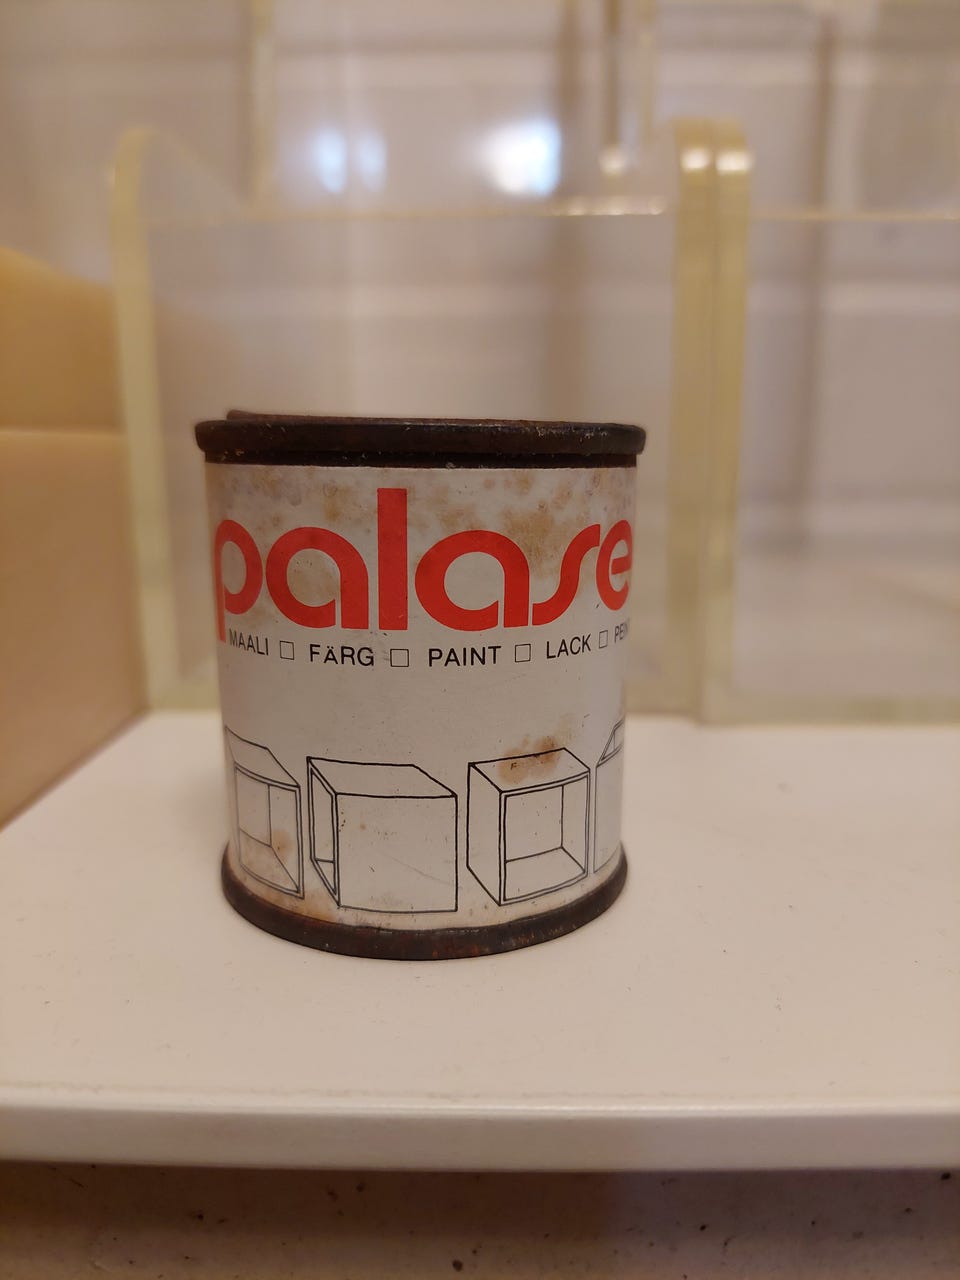 palase
MAALI □ FÄRG □ PAINT □ LACK □